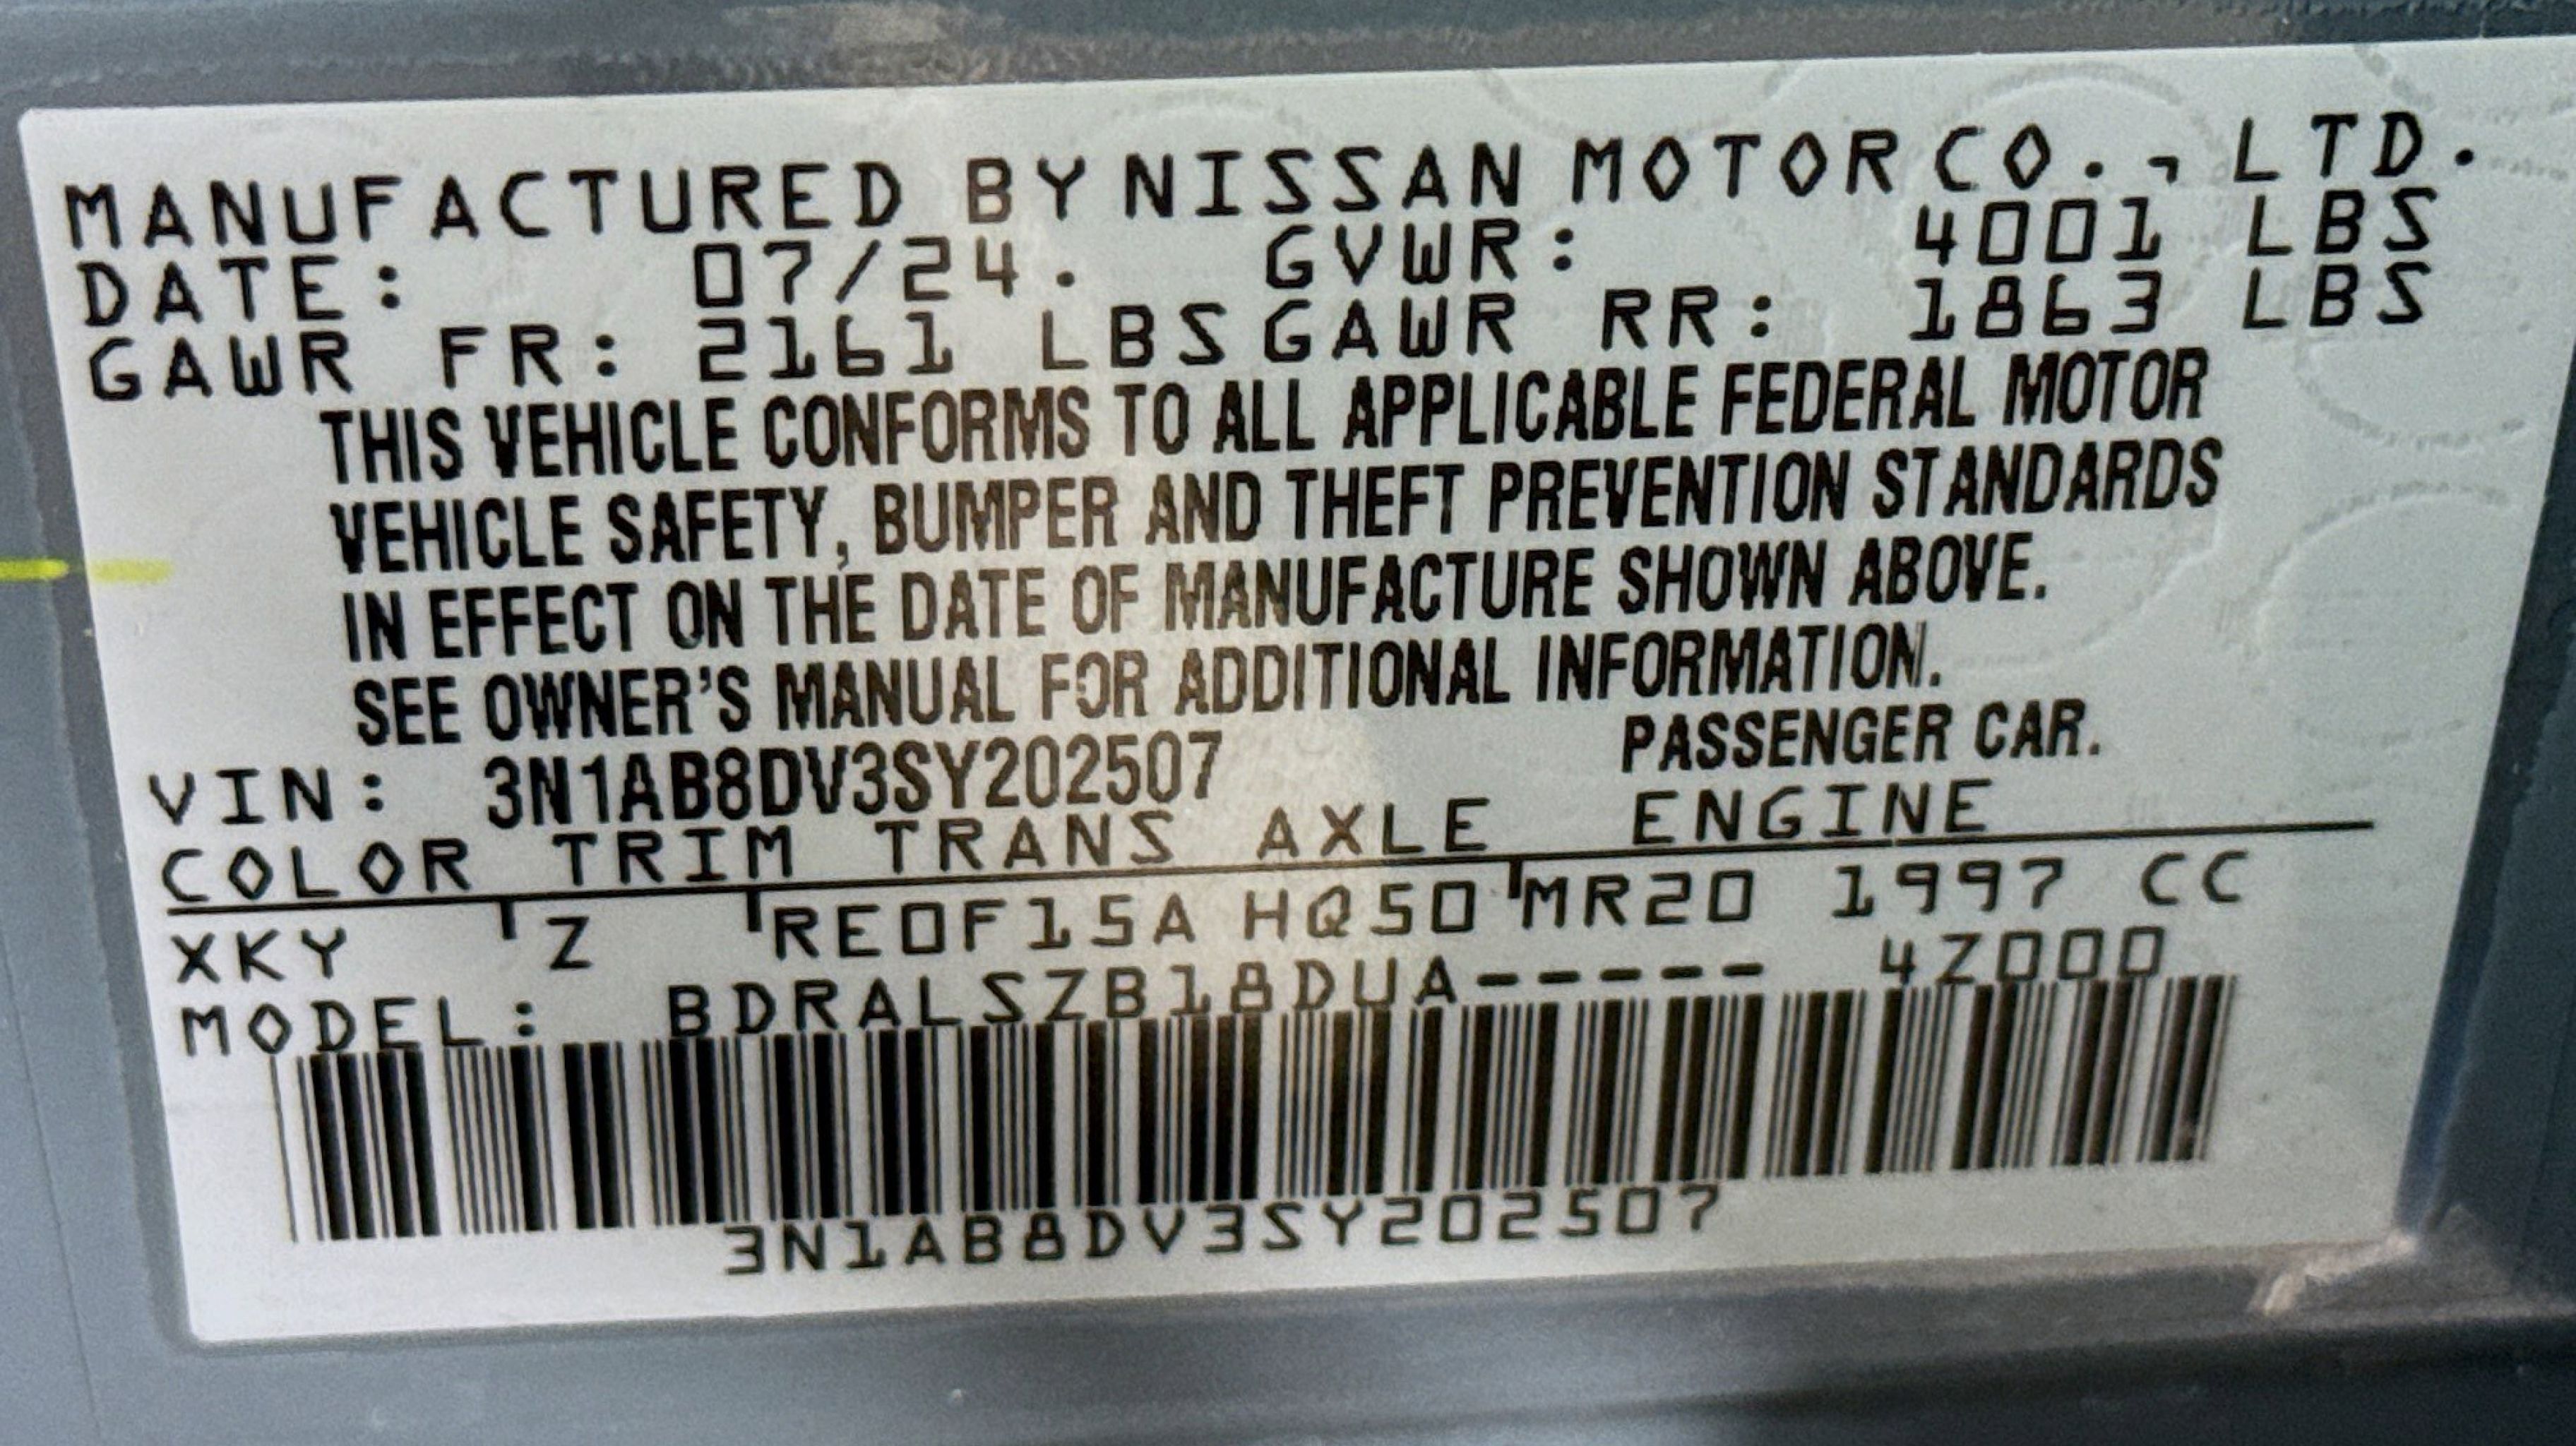 MANUFACTURED BY NISSAN MOTOR CO., LTD.
DATE: 07/24. GVWR: 4001 LBS
GAWR FR: 2161 LBS GAWR RR: 1863 LBS
THIS VEHICLE CONFORMS TO ALL APPLICABLE FEDERAL MOTOR
VEHICLE SAFETY, BUMPER AND THEFT PREVENTION STANDARDS
IN EFFECT ON THE DATE OF MANUFACTURE SHOWN ABOVE.
SEE OWNER'S MANUAL FOR ADDITIONAL INFORMATION.
VIN: 3N1AB8DV3SY202507 PASSENGER CAR.
COLOR TRIM TRANS AXLE ENGINE
XKY Z RE0F15A HQ50 MR20 1997 CC
MODEL: BDRALSZB18DUA----- 4Z000
3N1AB8DV3SY202507